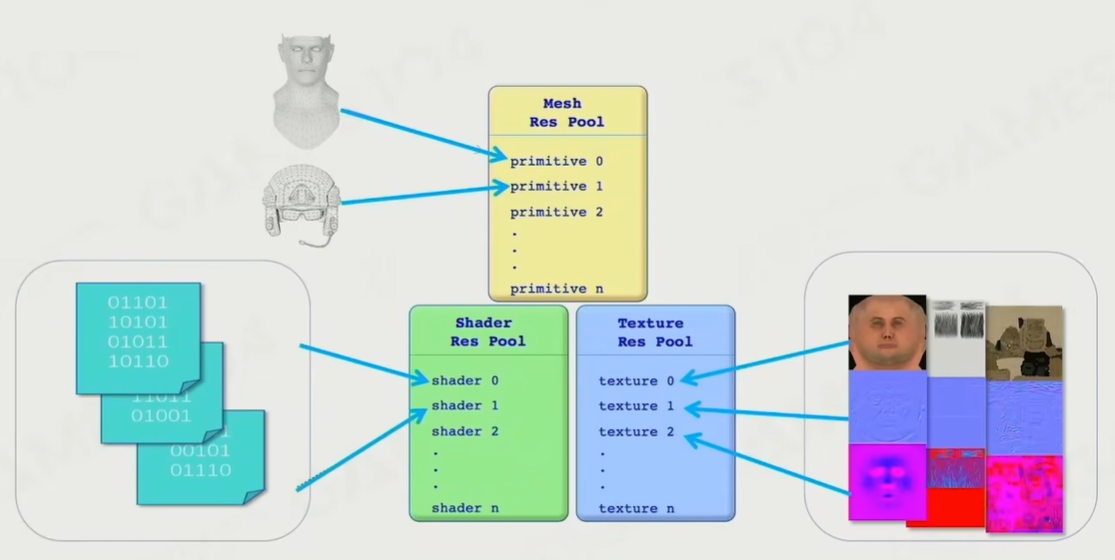 Mesh
Res Pool
primitive 0
primitive 1
primitive 2
.
.
.
primitive n
01101
10101
01011
10110
01001
00101
01110
Shader
Res Pool
shader 0
shader 1
shader 2
.
.
.
shader n
Texture
Res Pool
texture 0
texture 1
texture 2
.
.
.
texture n